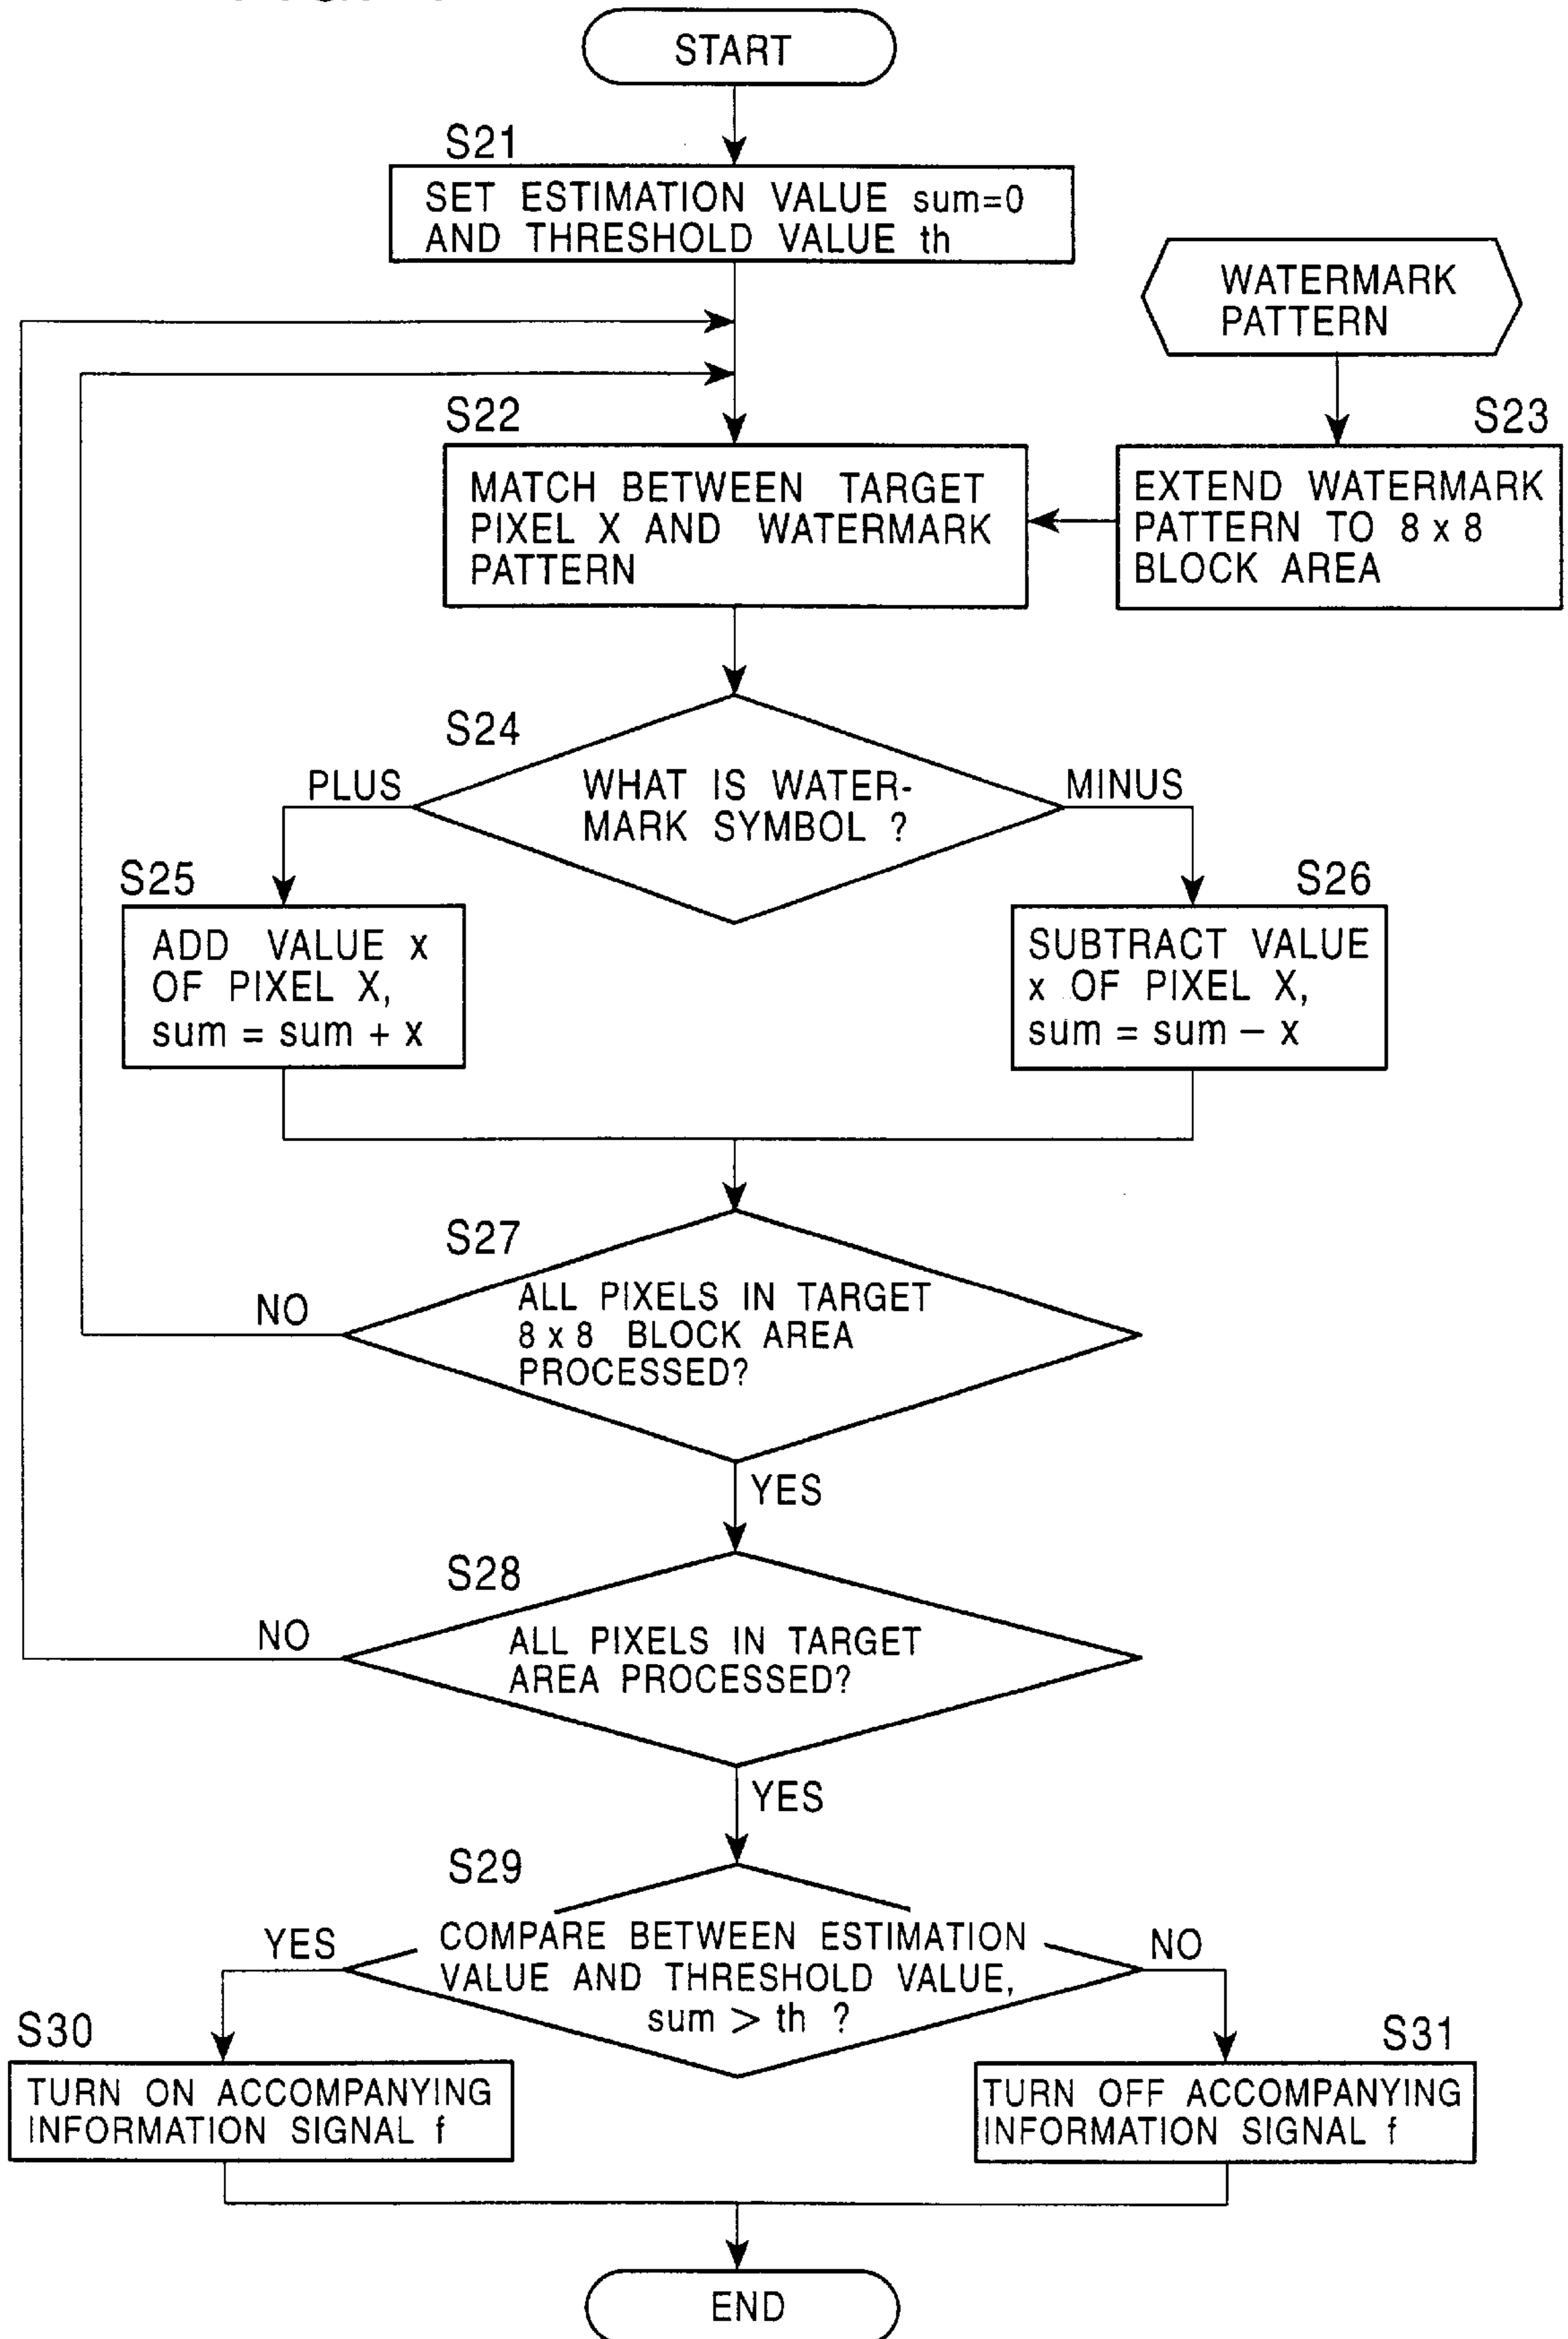 START
S21
SET ESTIMATION VALUE sum=0
AND THRESHOLD VALUE th
WATERMARK
PATTERN
S22
MATCH BETWEEN TARGET
PIXEL X AND WATERMARK
PATTERN
S23
EXTEND WATERMARK
PATTERN TO 8 x 8
BLOCK AREA
S24
WHAT IS WATER-
MARK SYMBOL ?
PLUS
MINUS
S25
ADD VALUE x
OF PIXEL X,
sum = sum + x
S26
SUBTRACT VALUE
x OF PIXEL X,
sum = sum − x
S27
ALL PIXELS IN TARGET
8 x 8 BLOCK AREA
PROCESSED?
NO
YES
S28
ALL PIXELS IN TARGET
AREA PROCESSED?
NO
YES
S29
COMPARE BETWEEN ESTIMATION
VALUE AND THRESHOLD VALUE,
sum > th ?
YES
NO
S30
TURN ON ACCOMPANYING
INFORMATION SIGNAL f
S31
TURN OFF ACCOMPANYING
INFORMATION SIGNAL f
END